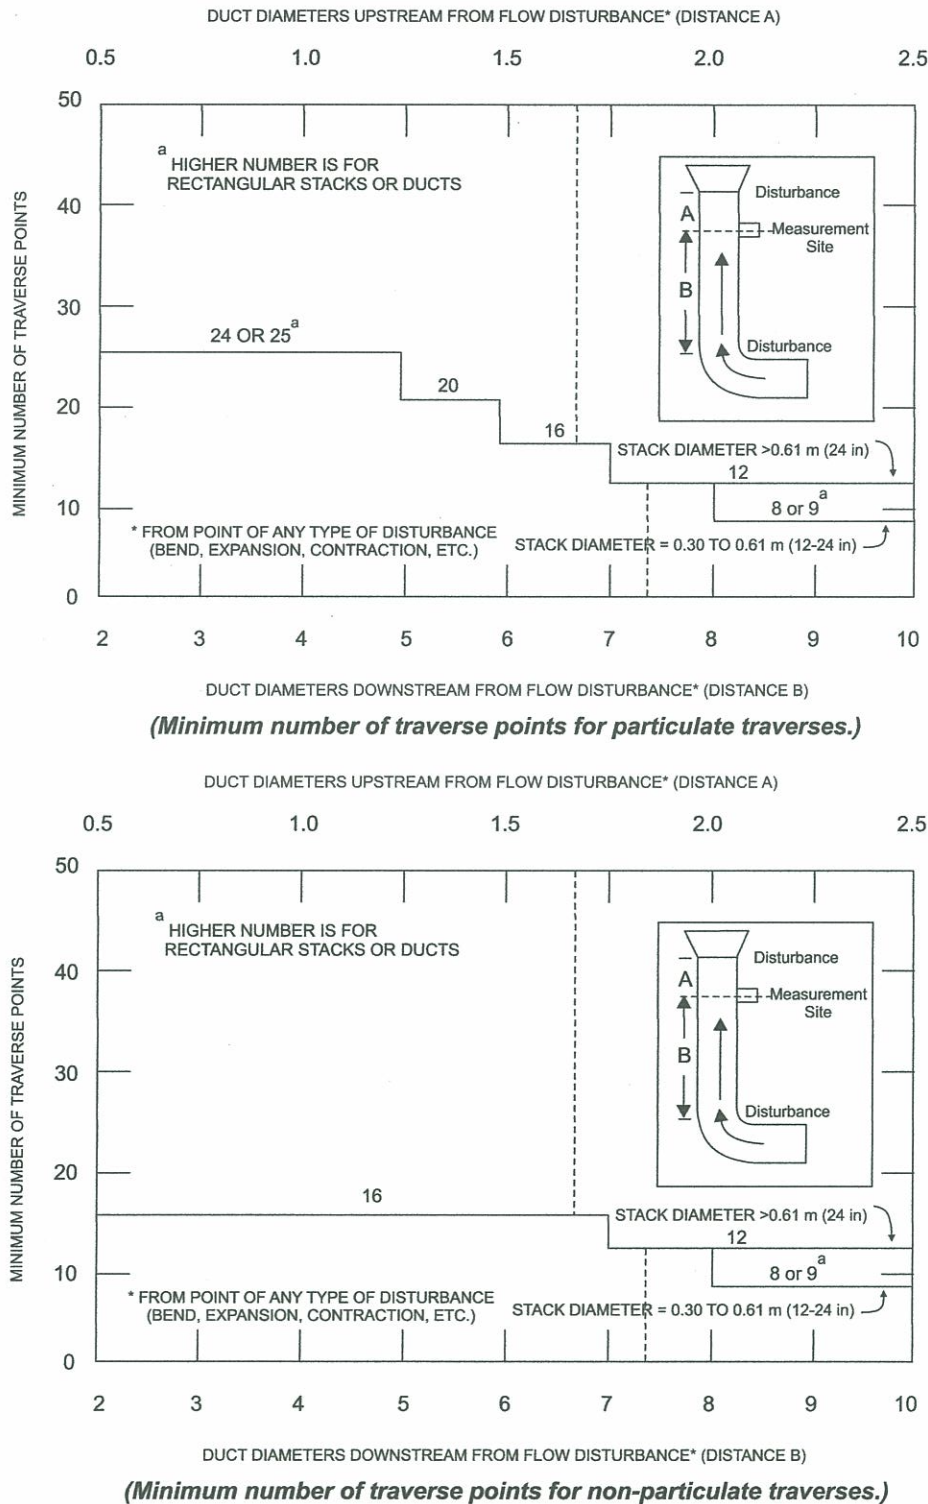 DUCT DIAMETERS UPSTREAM FROM FLOW DISTURBANCE* (DISTANCE A)
0.5 1.0 1.5 2.0 2.5
50
a HIGHER NUMBER IS FOR
RECTANGULAR STACKS OR DUCTS
Disturbance
A
Measurement
Site
B
Disturbance
40
30
MINIMUM NUMBER OF TRAVERSE POINTS
24 OR 25a
20
20
16
STACK DIAMETER >0.61 m (24 in)
12
10
8 or 9a
* FROM POINT OF ANY TYPE OF DISTURBANCE
(BEND, EXPANSION, CONTRACTION, ETC.)
STACK DIAMETER = 0.30 TO 0.61 m (12-24 in)
0
2 3 4 5 6 7 8 9 10
DUCT DIAMETERS DOWNSTREAM FROM FLOW DISTURBANCE* (DISTANCE B)
(Minimum number of traverse points for particulate traverses.)
DUCT DIAMETERS UPSTREAM FROM FLOW DISTURBANCE* (DISTANCE A)
0.5 1.0 1.5 2.0 2.5
50
a HIGHER NUMBER IS FOR
RECTANGULAR STACKS OR DUCTS
Disturbance
A
Measurement
Site
B
Disturbance
40
30
MINIMUM NUMBER OF TRAVERSE POINTS
20
16
STACK DIAMETER >0.61 m (24 in)
12
10
8 or 9a
* FROM POINT OF ANY TYPE OF DISTURBANCE
(BEND, EXPANSION, CONTRACTION, ETC.)
STACK DIAMETER = 0.30 TO 0.61 m (12-24 in)
0
2 3 4 5 6 7 8 9 10
DUCT DIAMETERS DOWNSTREAM FROM FLOW DISTURBANCE* (DISTANCE B)
(Minimum number of traverse points for non-particulate traverses.)